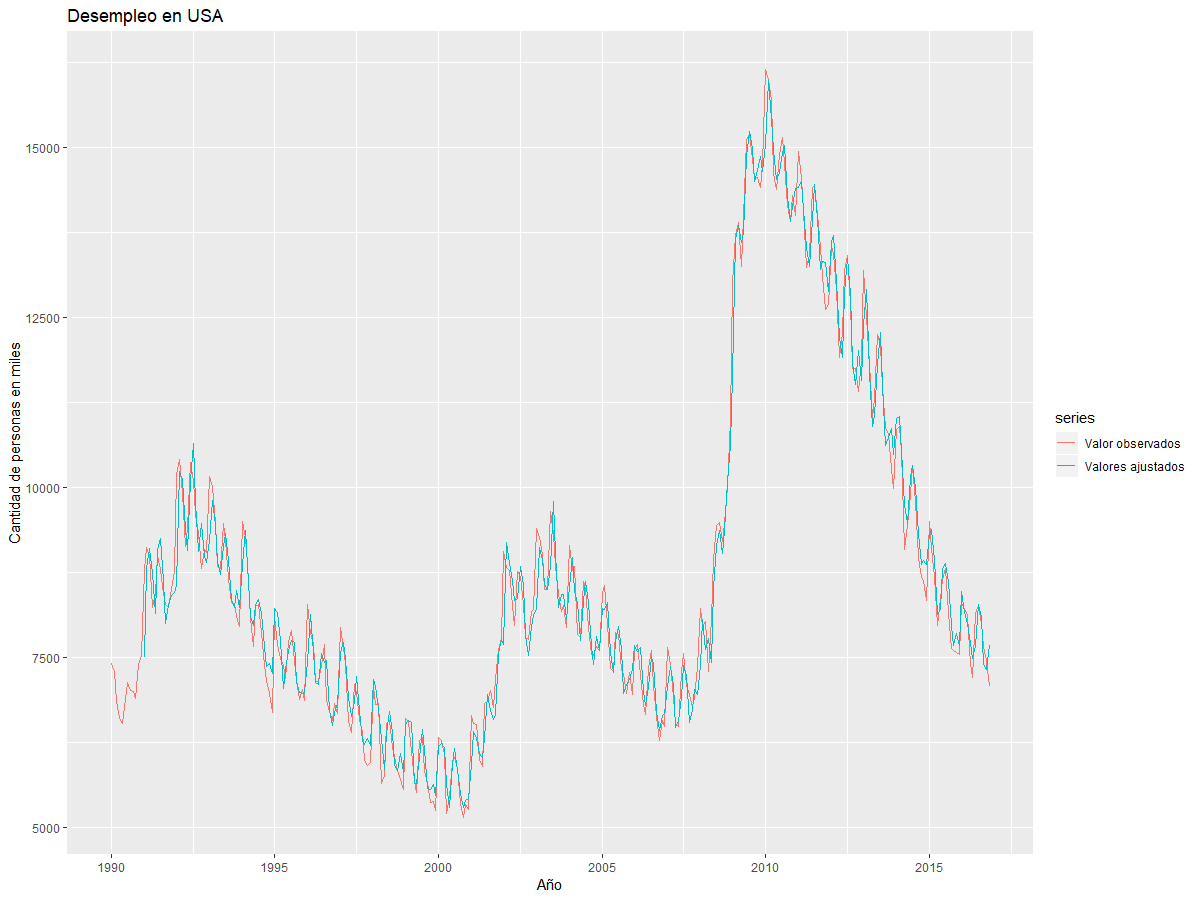 Desempleo en USA
Cantidad de personas en miles
15000
12500
10000
7500
5000
1990
1995
2000
2005
2010
2015
Año
series
Valor observados
Valores ajustados